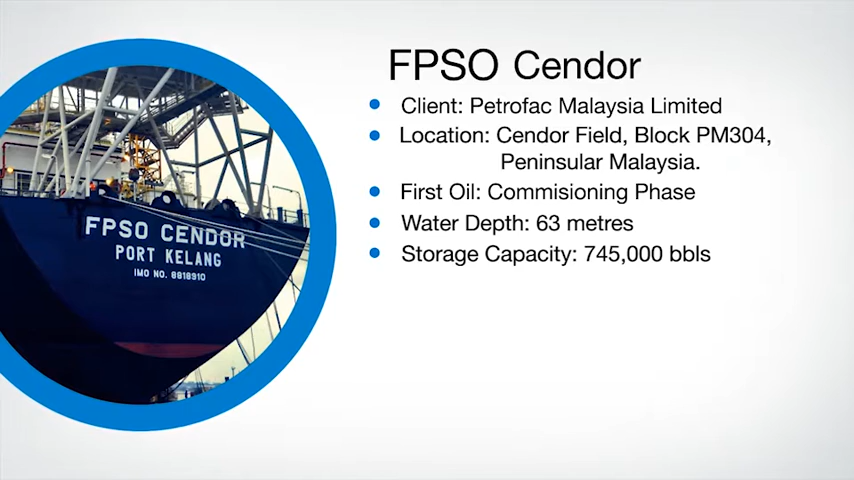 FPSO Cendor
Client: Petrofac Malaysia Limited
Location: Cendor Field, Block PM304,
Peninsular Malaysia.
First Oil: Commisioning Phase
Water Depth: 63 metres
Storage Capacity: 745,000 bbls
FPSO CENDOR
PORT KELANG
IMO NO. 8818910